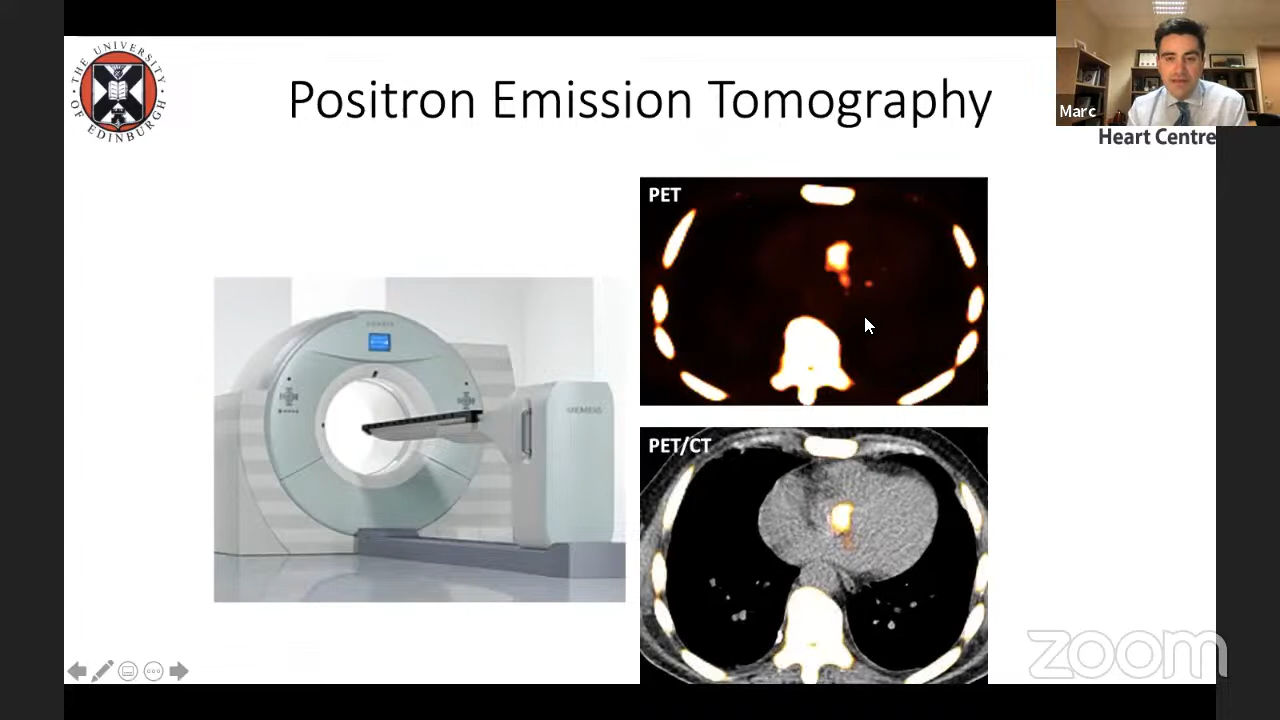 THE UNIVERSITY OF EDINBURGH
Positron Emission Tomography
Marc
Heart Centre
PET
SIEMENS
PET/CT
zoom